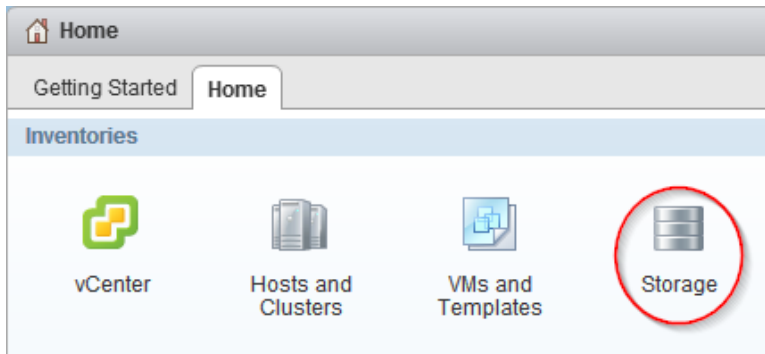 Home
Getting Started Home
Inventories
vCenter Hosts and Clusters VMs and Templates Storage